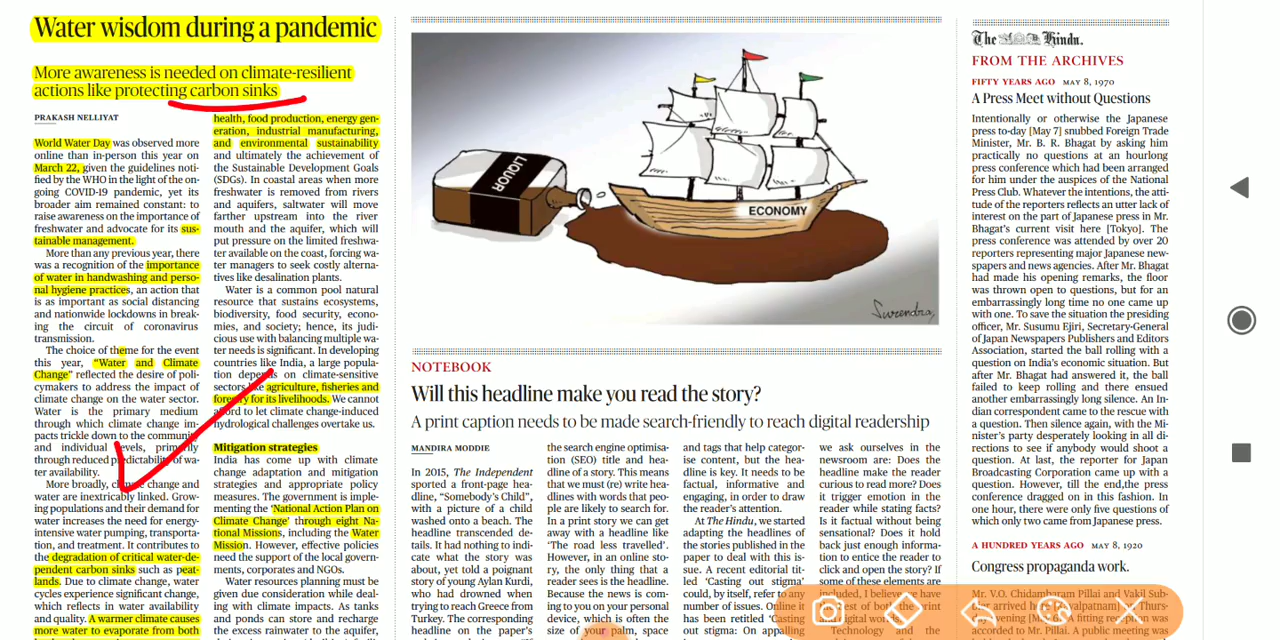 Water wisdom during a pandemic
More awareness is needed on climate-resilient
actions like protecting carbon sinks
PRAKASH NELLIYAT
World Water Day was observed more
online than in-person this year on
March 22, given the guidelines noti-
fied by the WHO in the light of the on-
going COVID-19 pandemic, yet its
broader aim remained constant: to
raise awareness on the importance of
freshwater and advocate for its sus-
tainable management.
More than any previous year, there
was a recognition of the importance
of water in handwashing and perso-
nal hygiene practices, an action that
is as important as social distancing
and nationwide lockdowns in break-
ing the circuit of coronavirus
transmission.
The choice of theme for the event
this year, “Water and Climate
Change” reflected the desire of pol-
icymakers to address the impact of
climate change on the water sector.
Water is the primary medium
through which climate change im-
pacts trickle down to the community
and individual levels, primarily
through reduced predictability of wa-
ter availability.
More broadly, climate change and
water are inextricably linked. Grow-
ing populations and their demand for
water increases the need for energy-
intensive water pumping, transporta-
tion, and treatment. It contributes to
the degradation of critical water-de-
pendent carbon sinks such as peat-
lands. Due to climate change, water
cycles experience significant change,
which reflects in water availability
and quality. A warmer climate causes
more water to evaporate from both
health, food production, energy gen-
eration, industrial manufacturing,
and environmental sustainability
and ultimately the achievement of
the Sustainable Development Goals
(SDGs). In coastal areas when more
freshwater is removed from rivers
and aquifers, saltwater will move
farther upstream into the river
mouth and the aquifer, which will
put pressure on the limited freshwa-
ter available on the coast, forcing wa-
ter managers to seek costly alterna-
tives like desalination plants.
Water is a common pool natural
resource that sustains ecosystems,
biodiversity, food security, econo-
mies, and society; hence, its judi-
cious use with balancing multiple wa-
ter needs is significant. In developing
countries like India, a large popula-
tion depends on climate-sensitive
sectors like agriculture, fisheries and
forestry for its livelihoods. We cannot
afford to let climate change-induced
hydrological challenges overtake us.
Mitigation strategies
India has come up with climate
change adaptation and mitigation
strategies and appropriate policy
measures. The government is imple-
menting the ‘National Action Plan on
Climate Change’ through eight Na-
tional Missions, including the Water
Mission. However, effective policies
need the support of the local govern-
ments, corporates and NGOs.
Water resources planning must be
given due consideration while deal-
ing with climate impacts. As tanks
and ponds can store and recharge
the excess rainwater to the aquifer,
LIQUOR
ECONOMY
Surendra
NOTEBOOK
Will this headline make you read the story?
A print caption needs to be made search-friendly to reach digital readership
MANDIRA MODDIE
In 2015, The Independent
sported a front-page head-
line, “Somebody’s Child”,
with a picture of a child
washed onto a beach. The
headline transcended de-
tails. It had nothing to indi-
cate what the story was
about, yet told a poignant
story of young Aylan Kurdi,
who had drowned when
trying to reach Greece from
Turkey. The corresponding
headline on the paper’s
the search engine optimisa-
tion (SEO) title and head-
line of a story. This means
that we must (re) write head-
lines with words that peo-
ple are likely to search for.
In a print story we can get
away with a headline like
‘The road less travelled’.
However, in an online sto-
ry, the only thing that a
reader sees is the headline.
Because the news is com-
ing to you on your personal
device, which is often the
size of your palm, space
and tags that help categor-
ise content, but the head-
line is key. It needs to be
factual, informative and
engaging, in order to draw
the reader’s attention.
At The Hindu, we started
adapting the headlines of
the stories published in the
paper to deal with this is-
sue. A recent editorial tit-
led ‘Casting out stigma’
could, by itself, refer to any
number of issues. Online it
has been retitled ‘Casting
out stigma: On appalling
we ask ourselves in the
newsroom are: Does the
headline make the reader
curious to read more? Does
it trigger emotion in the
reader while stating facts?
Is it factual without being
sensational? Does it hold
back just enough informa-
tion to entice the reader to
click and open the story? If
some of these elements are
included, I believe we have
the best of both the print
and digital worlds.
Technology and the
The Hindu.
FROM THE ARCHIVES
FIFTY YEARS AGO MAY 8, 1970
A Press Meet without Questions
Intentionally or otherwise the Japanese
press to-day [May 7] snubbed Foreign Trade
Minister, Mr. B. R. Bhagat by asking him
practically no questions at an hourlong
press conference which had been arranged
for him under the auspices of the National
Press Club. Whatever the intentions, the atti-
tude of the reporters reflects an utter lack of
interest on the part of Japanese press in Mr.
Bhagat’s current visit here [Tokyo]. The
press conference was attended by over 20
reporters representing major Japanese new-
spapers and news agencies. After Mr. Bhagat
had made his opening remarks, the floor
was thrown open to questions, but for an
embarrassingly long time no one came up
with one. To save the situation the presiding
officer, Mr. Susumu Ejiri, Secretary-General
of Japan Newspapers Publishers and Editors
Association, started the ball rolling with a
question on India’s economic situation. But
after Mr. Bhagat had answered it, the ball
failed to keep rolling and there ensued
another embarrassingly long silence. An In-
dian correspondent came to the rescue with
a question. Then silence again, with the Mi-
nister’s party desperately looking in all di-
rections to see if anybody would shoot a
question. At last, the reporter for Japan
Broadcasting Corporation came up with a
question. However, till the end,the press
conference dragged on in this fashion. In
one hour, there were only five questions of
which only two came from Japanese press.
A HUNDRED YEARS AGO MAY 8, 1920
Congress propaganda work.
Mr. V.O. Chidambaram Pillai and Vakil Sub-
arrived here
A fitting reception was
accorded to Mr. Pillai. A public meeting was